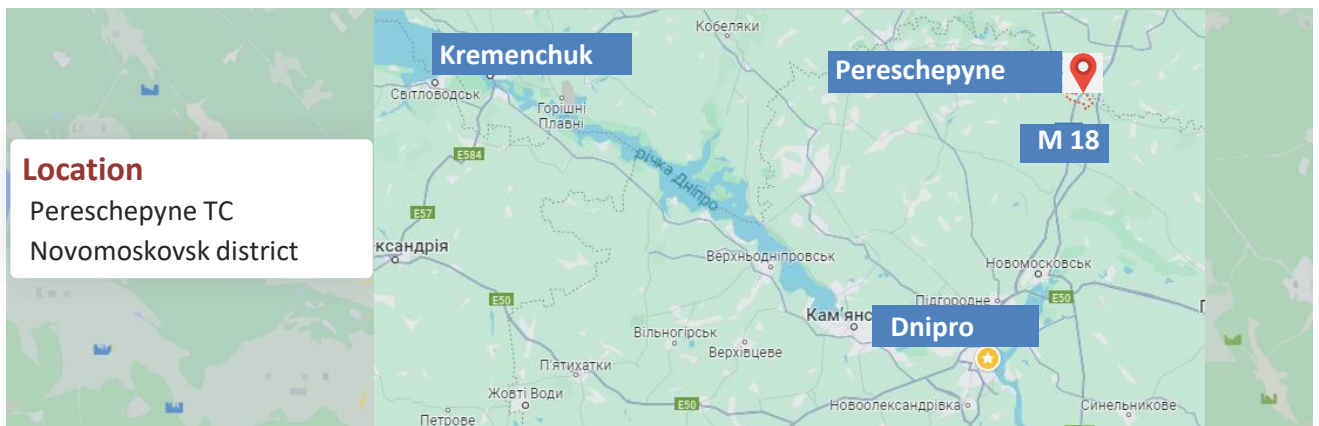 Location
Pereschepyne TC
Novomoskovsk district
Кобеляки
Kremenchuk
Pereschepyne
Світловодськ
Горішні
Плавні
M 18
E584
річка Дніпро
E57
ксандрія
Верхньодніпровськ
Новомосковськ
E50
Підгородне
E50
Кам'янс
Dnipro
Вільногірськ
Верхівцеве
П'ятихатки
Жовті Води
E50
Новоолександрівка
Синельникове
Петрове